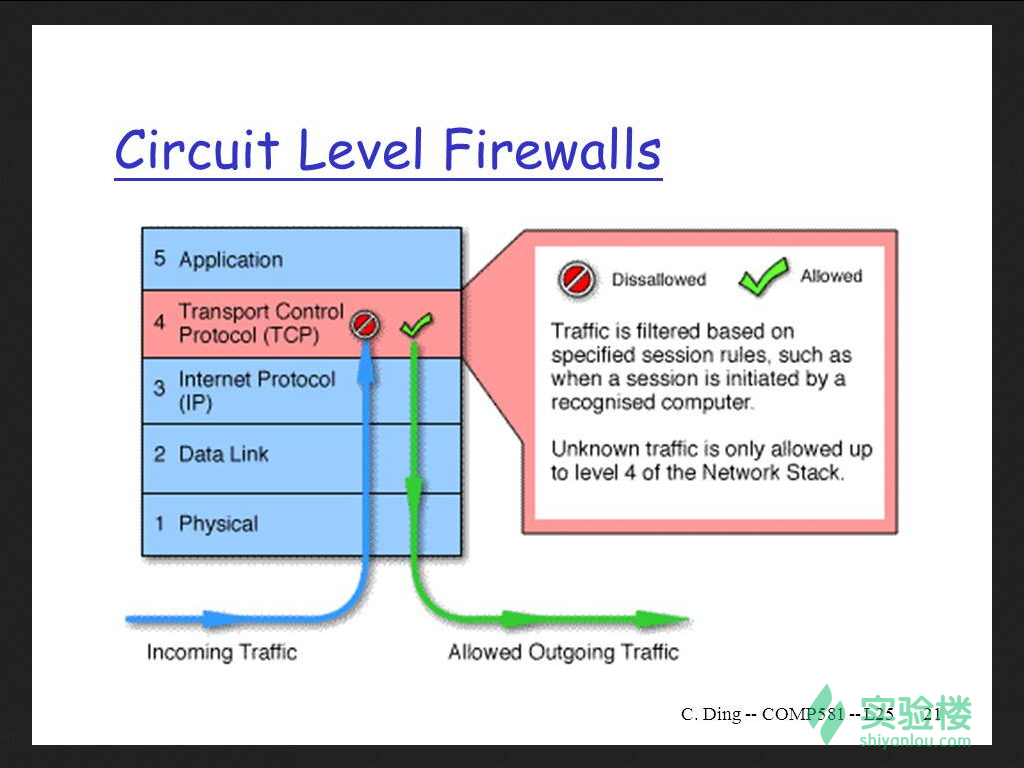 Circuit Level Firewalls
5 Application
4 Transport Control
Protocol (TCP)
3 Internet Protocol
(IP)
2 Data Link
1 Physical
Dissallowed
Allowed
Traffic is filtered based on
specified session rules, such as
when a session is initiated by a
recognised computer.
Unknown traffic is only allowed up
to level 4 of the Network Stack.
Incoming Traffic
Allowed Outgoing Traffic
C. Ding -- COMP581 -- L25 21
实验楼
shiyanlou.com